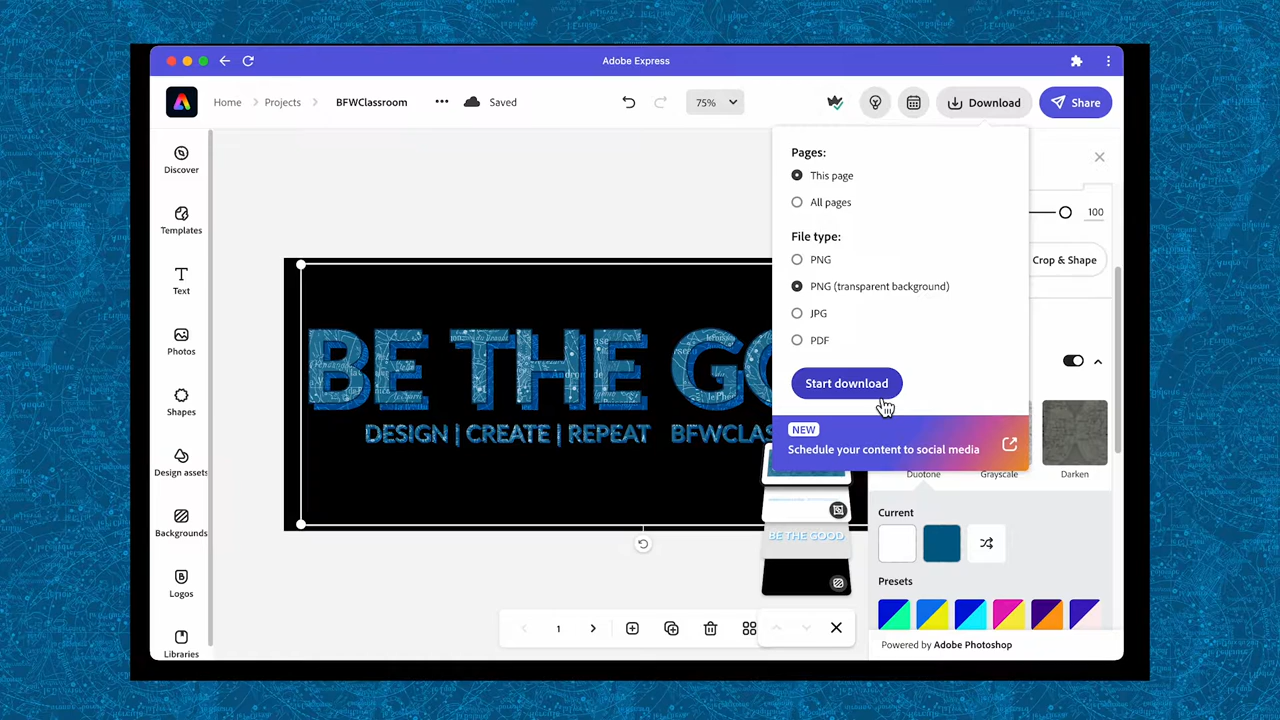 Adobe Express
Home
Projects
BFWClassroom
Saved
75%
Download
Share
Discover
Templates
Text
Photos
Shapes
Design assets
Backgrounds
Logos
Libraries
BE THE GO
DESIGN | CREATE | REPEAT BFWCLAS
Pages:
This page
All pages
File type:
PNG
PNG (transparent background)
JPG
PDF
Start download
NEW
Schedule your content to social media
100
Crop & Shape
Duotone
Grayscale
Darken
Current
Presets
Powered by Adobe Photoshop
BE THE GOOD
1